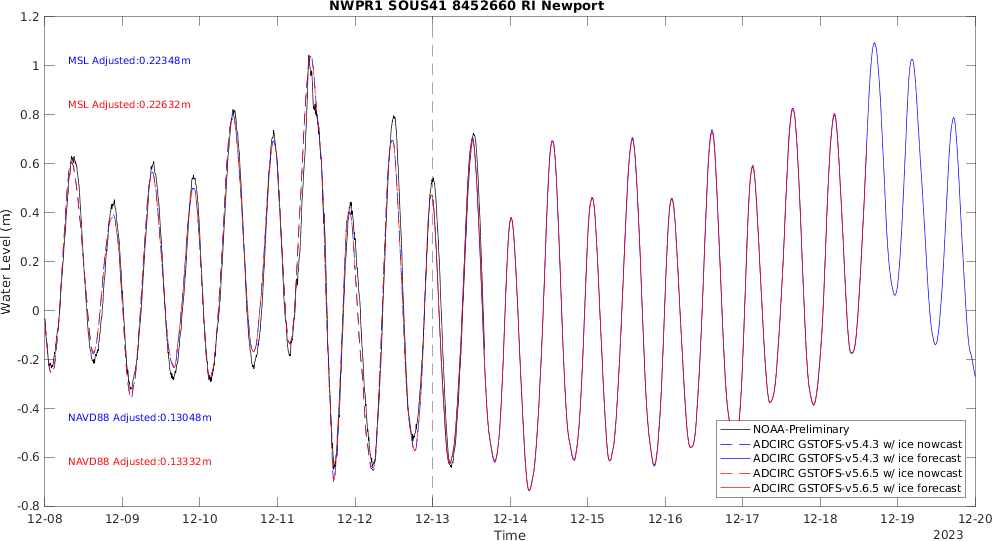 NWPR1 SOUS41 8452660 RI Newport
1.2
1
0.8
0.6
0.4
0.2
0
-0.2
-0.4
-0.6
-0.8
Water Level (m)
MSL Adjusted:0.22348m
MSL Adjusted:0.22632m
NAVD88 Adjusted:0.13048m
NAVD88 Adjusted:0.13332m
NOAA-Preliminary
ADCIRC GSTOFS-v5.4.3 w/ ice nowcast
ADCIRC GSTOFS-v5.4.3 w/ ice forecast
ADCIRC GSTOFS-v5.6.5 w/ ice nowcast
ADCIRC GSTOFS-v5.6.5 w/ ice forecast
12-08 12-09 12-10 12-11 12-12 12-13 12-14 12-15 12-16 12-17 12-18 12-19 12-20
Time
2023